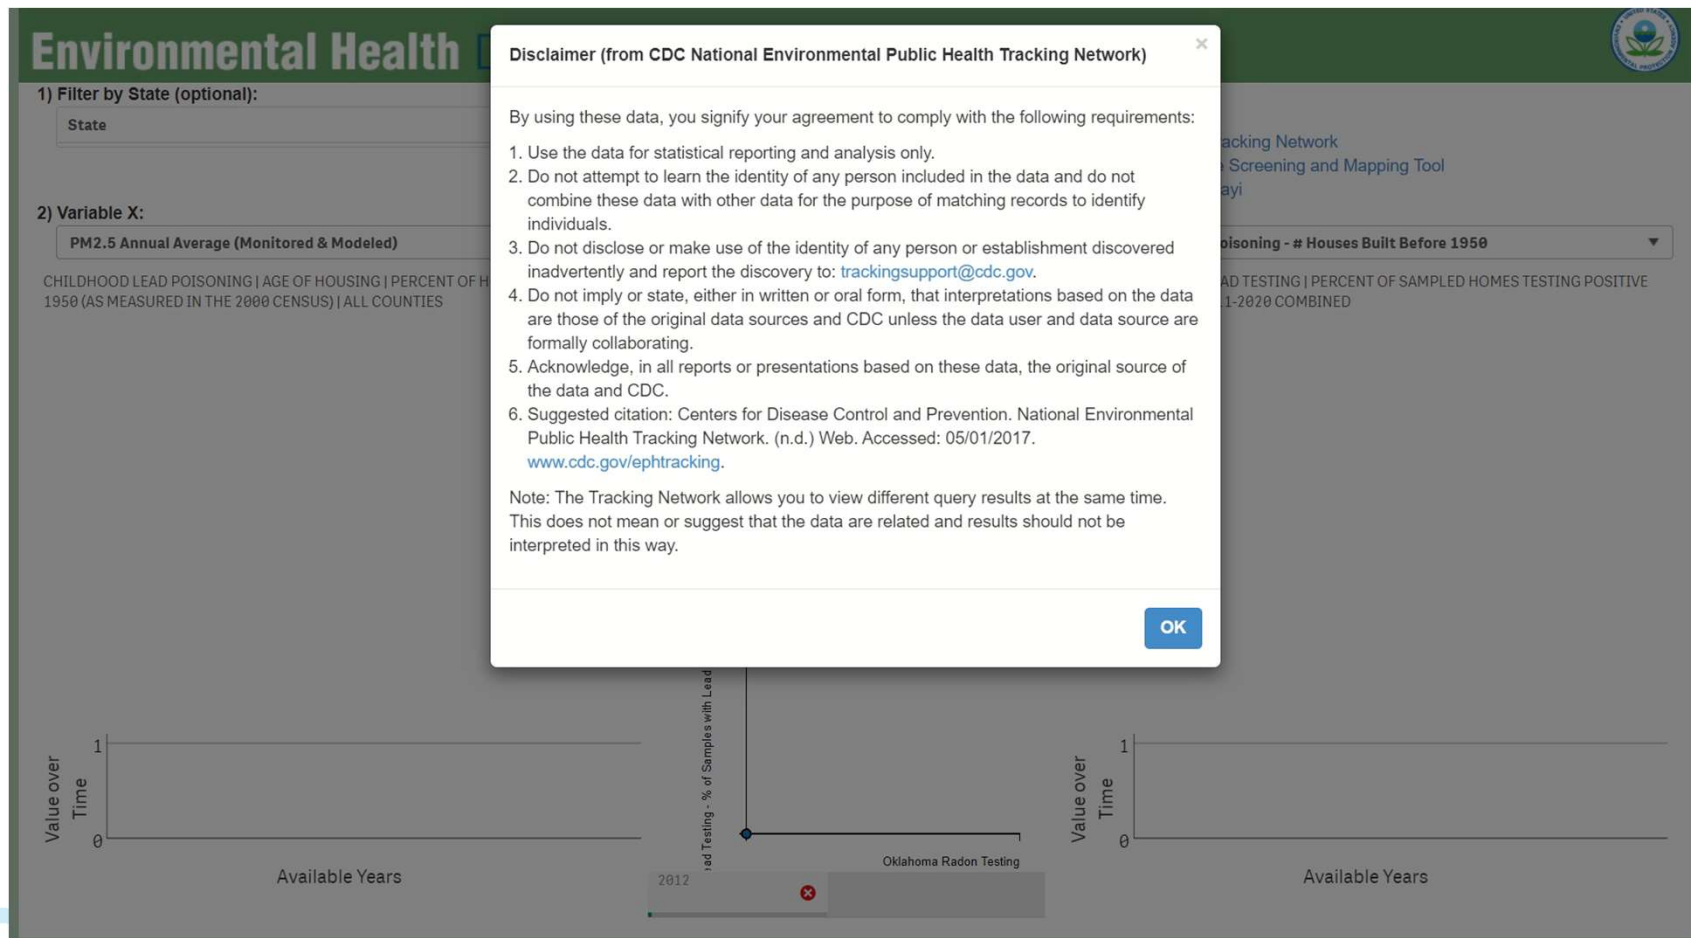 Environmental Health
Disclaimer (from CDC National Environmental Public Health Tracking Network)
×
1) Filter by State (optional):
State
By using these data, you signify your agreement to comply with the following requirements:
1. Use the data for statistical reporting and analysis only.
2. Do not attempt to learn the identity of any person included in the data and do not
combine these data with other data for the purpose of matching records to identify
individuals.
3. Do not disclose or make use of the identity of any person or establishment discovered
inadvertently and report the discovery to: trackingsupport@cdc.gov.
4. Do not imply or state, either in written or oral form, that interpretations based on the data
are those of the original data sources and CDC unless the data user and data source are
formally collaborating.
5. Acknowledge, in all reports or presentations based on these data, the original source of
the data and CDC.
6. Suggested citation: Centers for Disease Control and Prevention. National Environmental
Public Health Tracking Network. (n.d.) Web. Accessed: 05/01/2017.
www.cdc.gov/ephtracking.
Note: The Tracking Network allows you to view different query results at the same time.
This does not mean or suggest that the data are related and results should not be
interpreted in this way.
OK
acking Network
Screening and Mapping Tool
ayi
2) Variable X:
PM2.5 Annual Average (Monitored & Modeled)
CHILDHOOD LEAD POISONING | AGE OF HOUSING | PERCENT OF H
1950 (AS MEASURED IN THE 2000 CENSUS) | ALL COUNTIES
oisoning - # Houses Built Before 1950
AD TESTING | PERCENT OF SAMPLED HOMES TESTING POSITIVE
1-2020 COMBINED
Value over
Time
1
0
Available Years
ad Testing - % of Samples with Lead
Oklahoma Radon Testing
2012
Value over
Time
1
0
Available Years